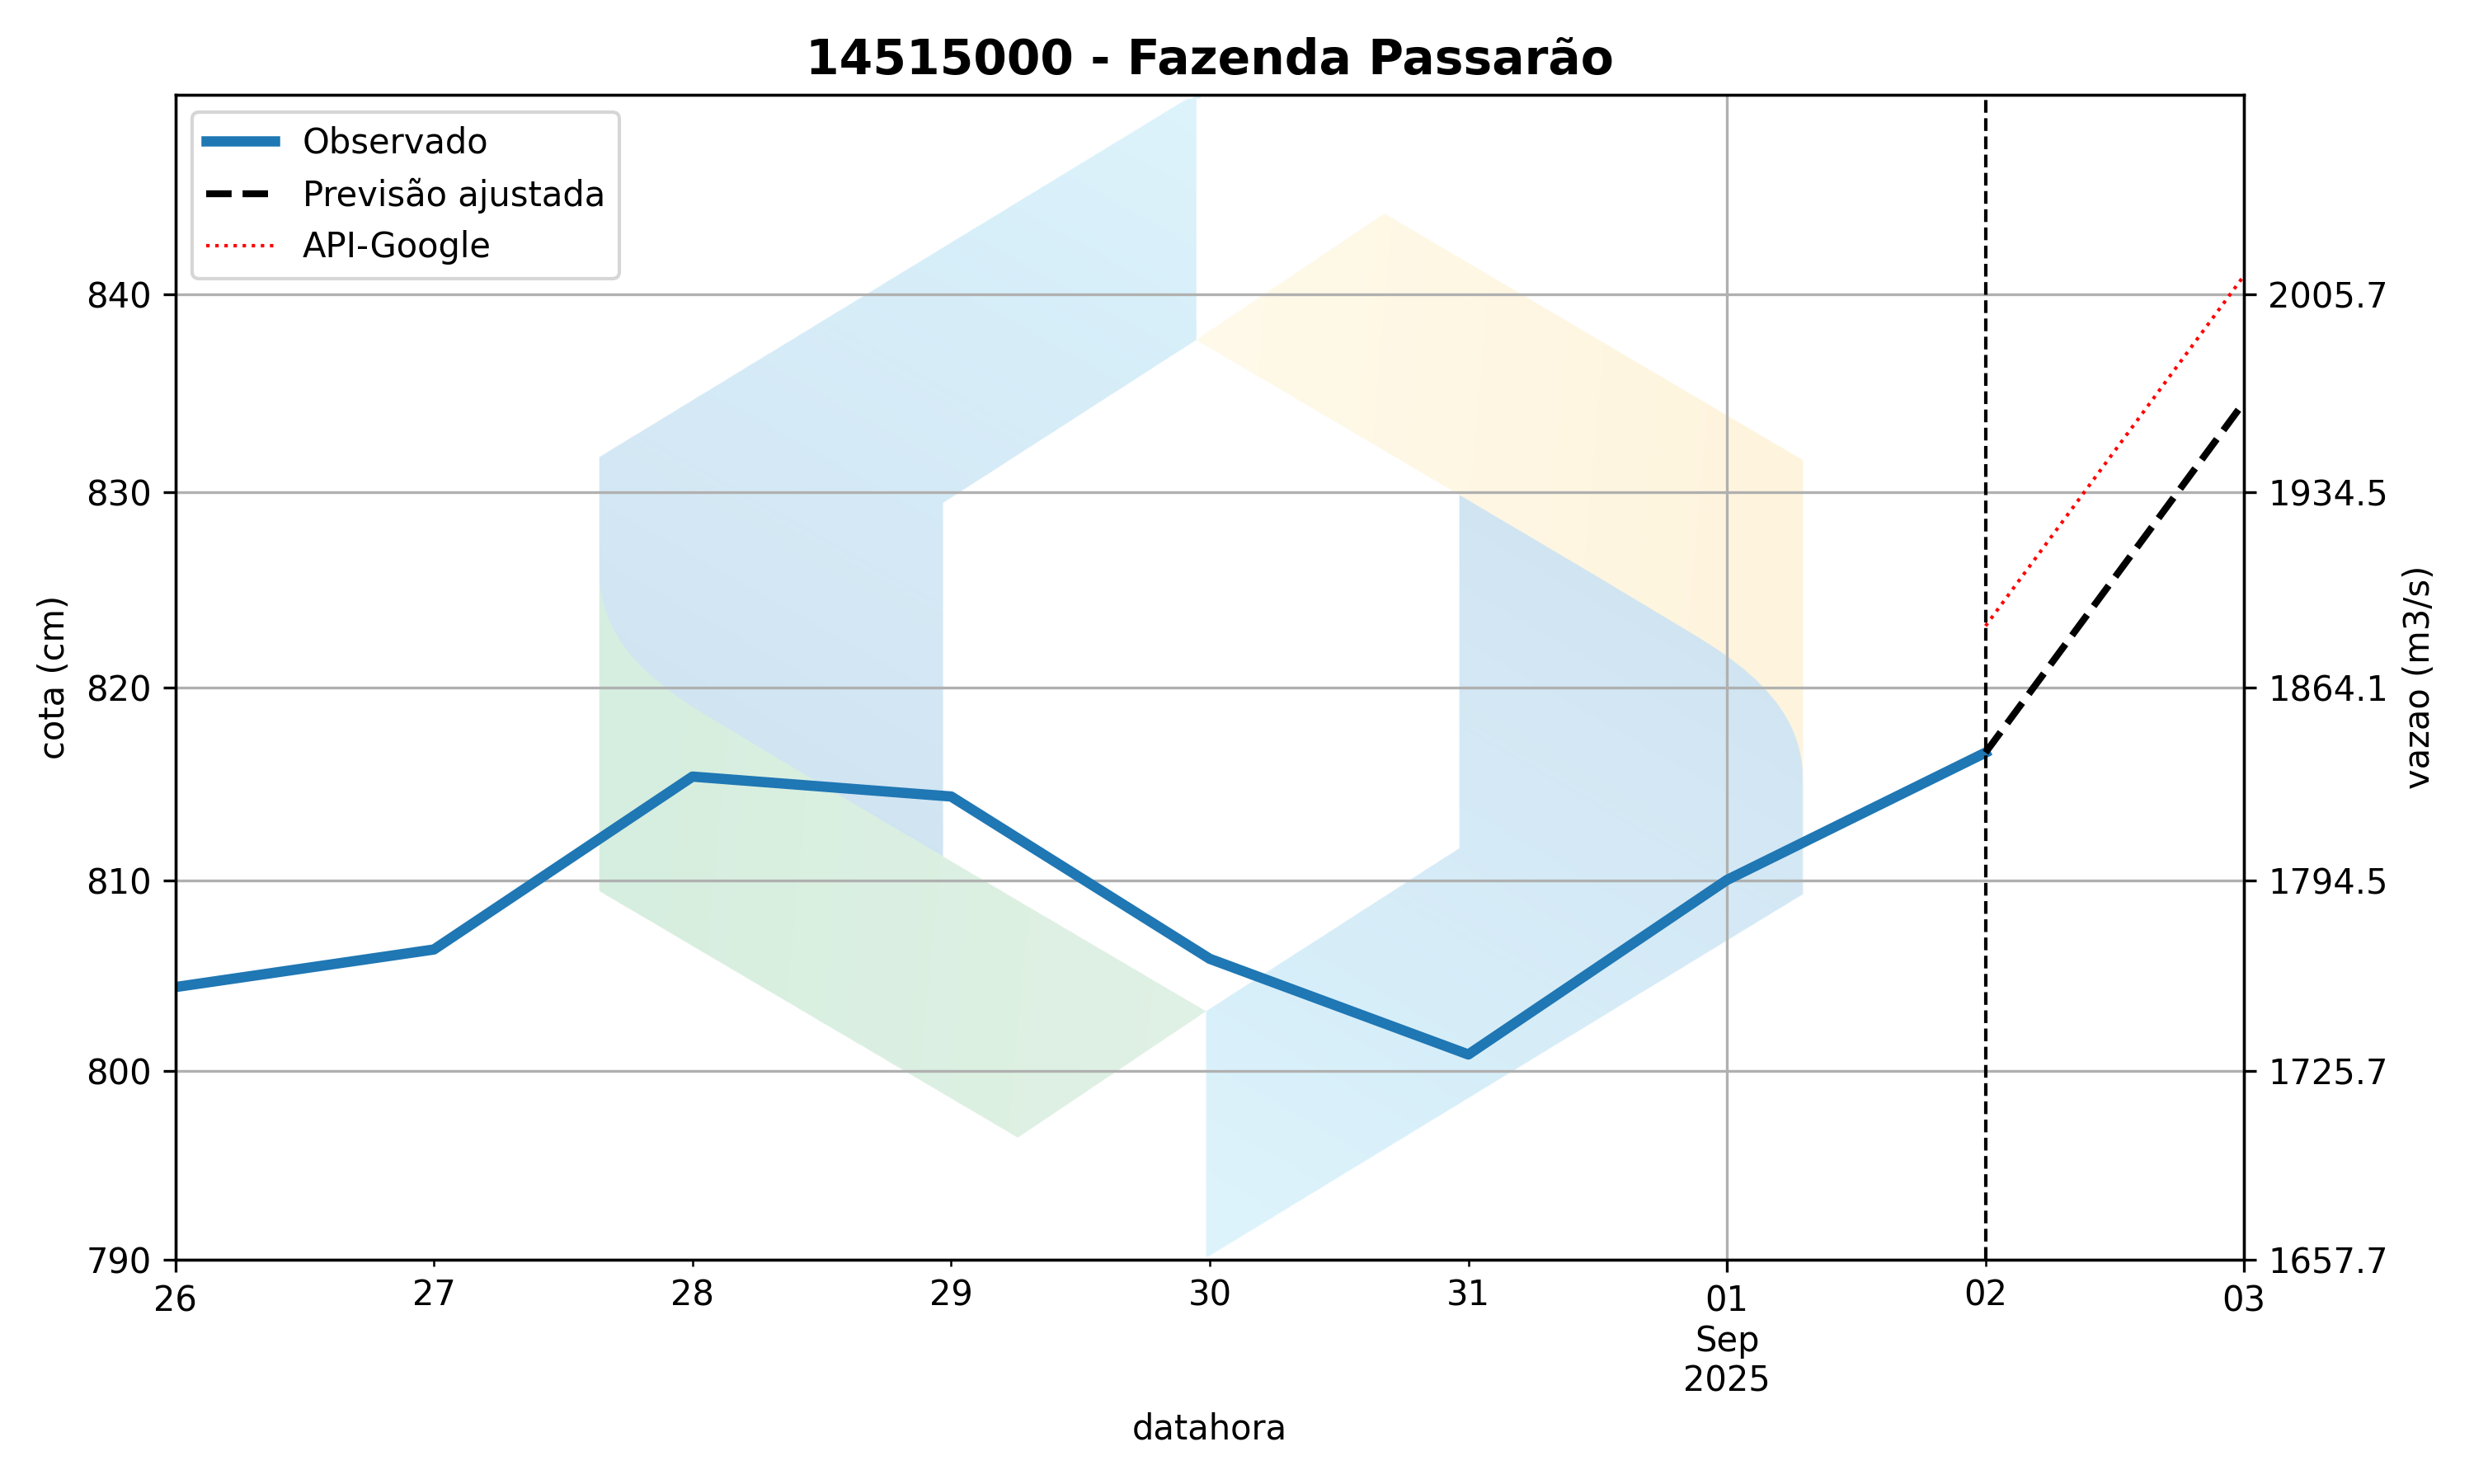 14515000 - Fazenda Passarão
Observado
Previsão ajustada
API-Google
840
830
820
810
800
790
cota (cm)
2005.7
1934.5
1864.1
1794.5
1725.7
1657.7
vazao (m3/s)
26
27
28
29
30
31
01
Sep
2025
02
03
datahora